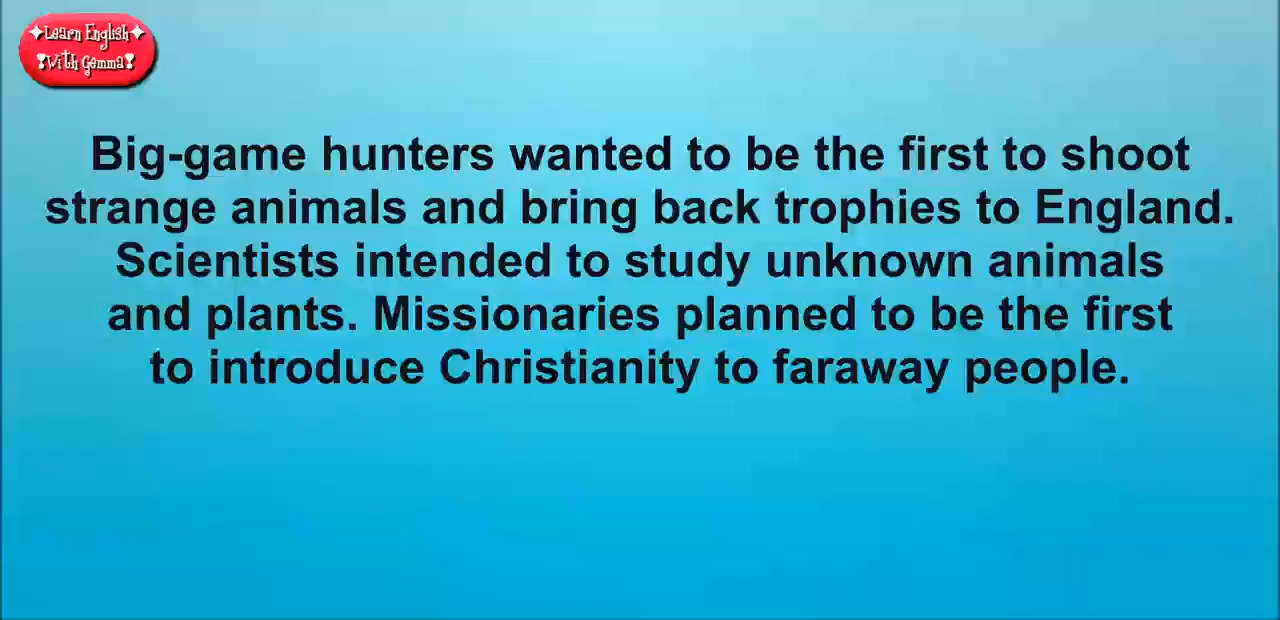 ✦Learn English✦
❣With Gemma❣
Big-game hunters wanted to be the first to shoot
strange animals and bring back trophies to England.
Scientists intended to study unknown animals
and plants. Missionaries planned to be the first
to introduce Christianity to faraway people.